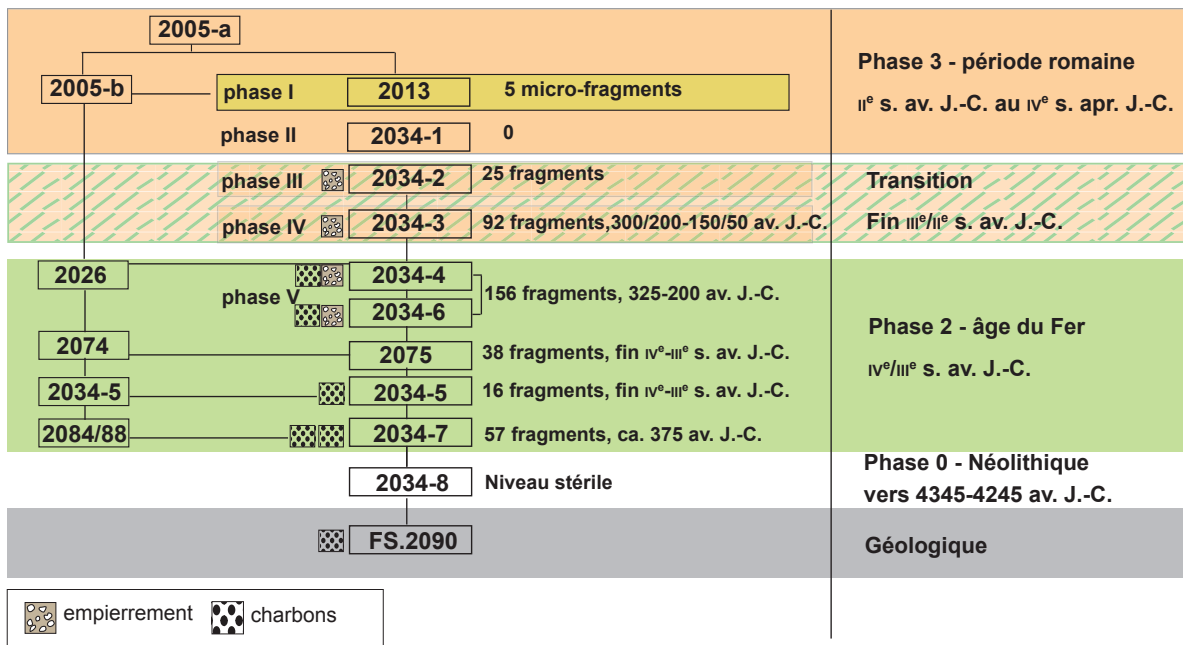 2005-a
2005-b
phase I 2013 5 micro-fragments
phase II 2034-1 0
phase III 2034-2 25 fragments
phase IV 2034-3 92 fragments,300/200-150/50 av. J.-C.
2026 2034-4
phase V 156 fragments, 325-200 av. J.-C.
2034-6
2074 2075 38 fragments, fin IVe-IIIe s. av. J.-C.
2034-5 2034-5 16 fragments, fin IVe-IIIe s. av. J.-C.
2084/88 2034-7 57 fragments, ca. 375 av. J.-C.
2034-8 Niveau stérile
FS.2090
Phase 3 - période romaine
IIe s. av. J.-C. au IVe s. apr. J.-C.
Transition
Fin IIIe/IIe s. av. J.-C.
Phase 2 - âge du Fer
IVe/IIIe s. av. J.-C.
Phase 0 - Néolithique
vers 4345-4245 av. J.-C.
Géologique
empierrement charbons